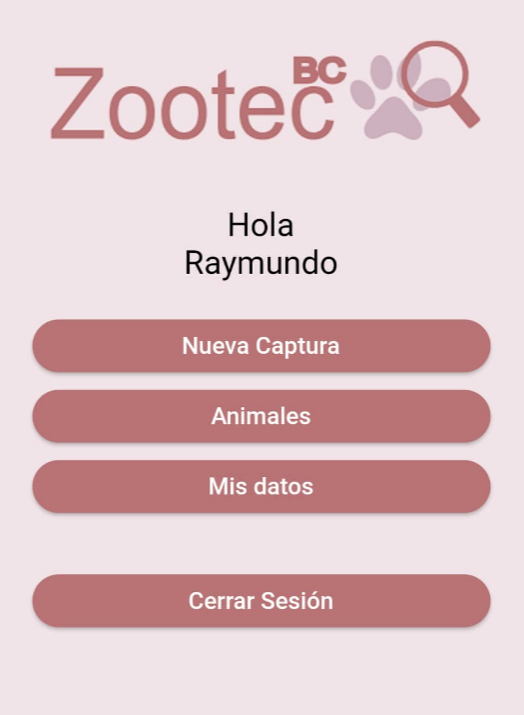 Zootec BC
Hola
Raymundo
Nueva Captura
Animales
Mis datos
Cerrar Sesión